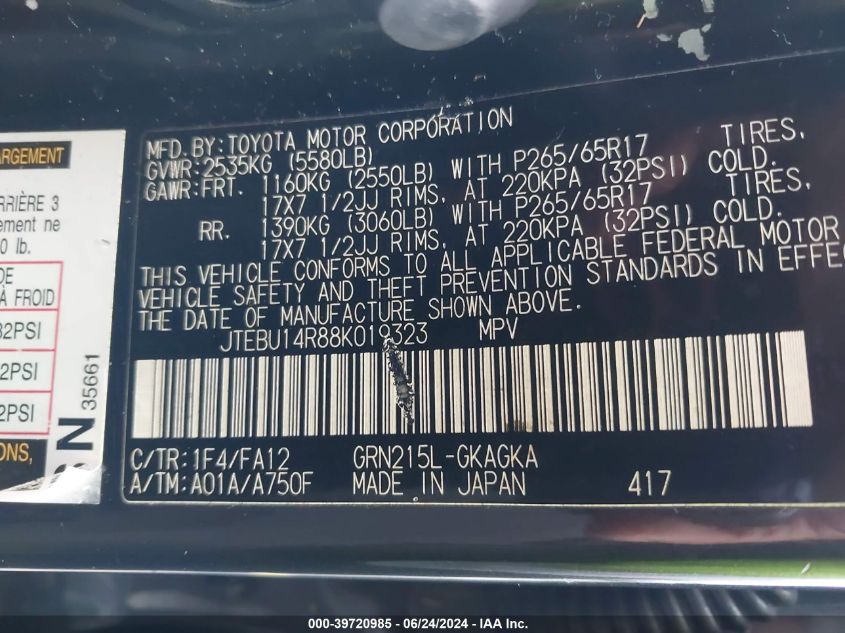 ARGEMENT
RRIÈRE 3
ement ne
0 lb.
DE
À FROID
32PSI
2PSI
2PSI
ONS,
N
35661
MFD.BY:TOYOTA MOTOR CORPORATION
GVWR:2535KG (5580LB)
GAWR:FRT. 1160KG (2550LB) WITH P265/65R17 TIRES,
17X7 1/2JJ RIMS, AT 220KPA (32PSI) COLD.
RR. 1390KG (3060LB) WITH P265/65R17 TIRES,
17X7 1/2JJ RIMS, AT 220KPA (32PSI) COLD.
THIS VEHICLE CONFORMS TO ALL APPLICABLE FEDERAL MOTOR
VEHICLE SAFETY AND THEFT PREVENTION STANDARDS IN EFFEC
THE DATE OF MANUFACTURE SHOWN ABOVE.
JTEBU14R88K019323 MPV
C/TR:1F4/FA12 GRN215L-GKAGKA
A/TM:A01A/A750F MADE IN JAPAN 417
000-39720985 - 06/24/2024 - IAA Inc.